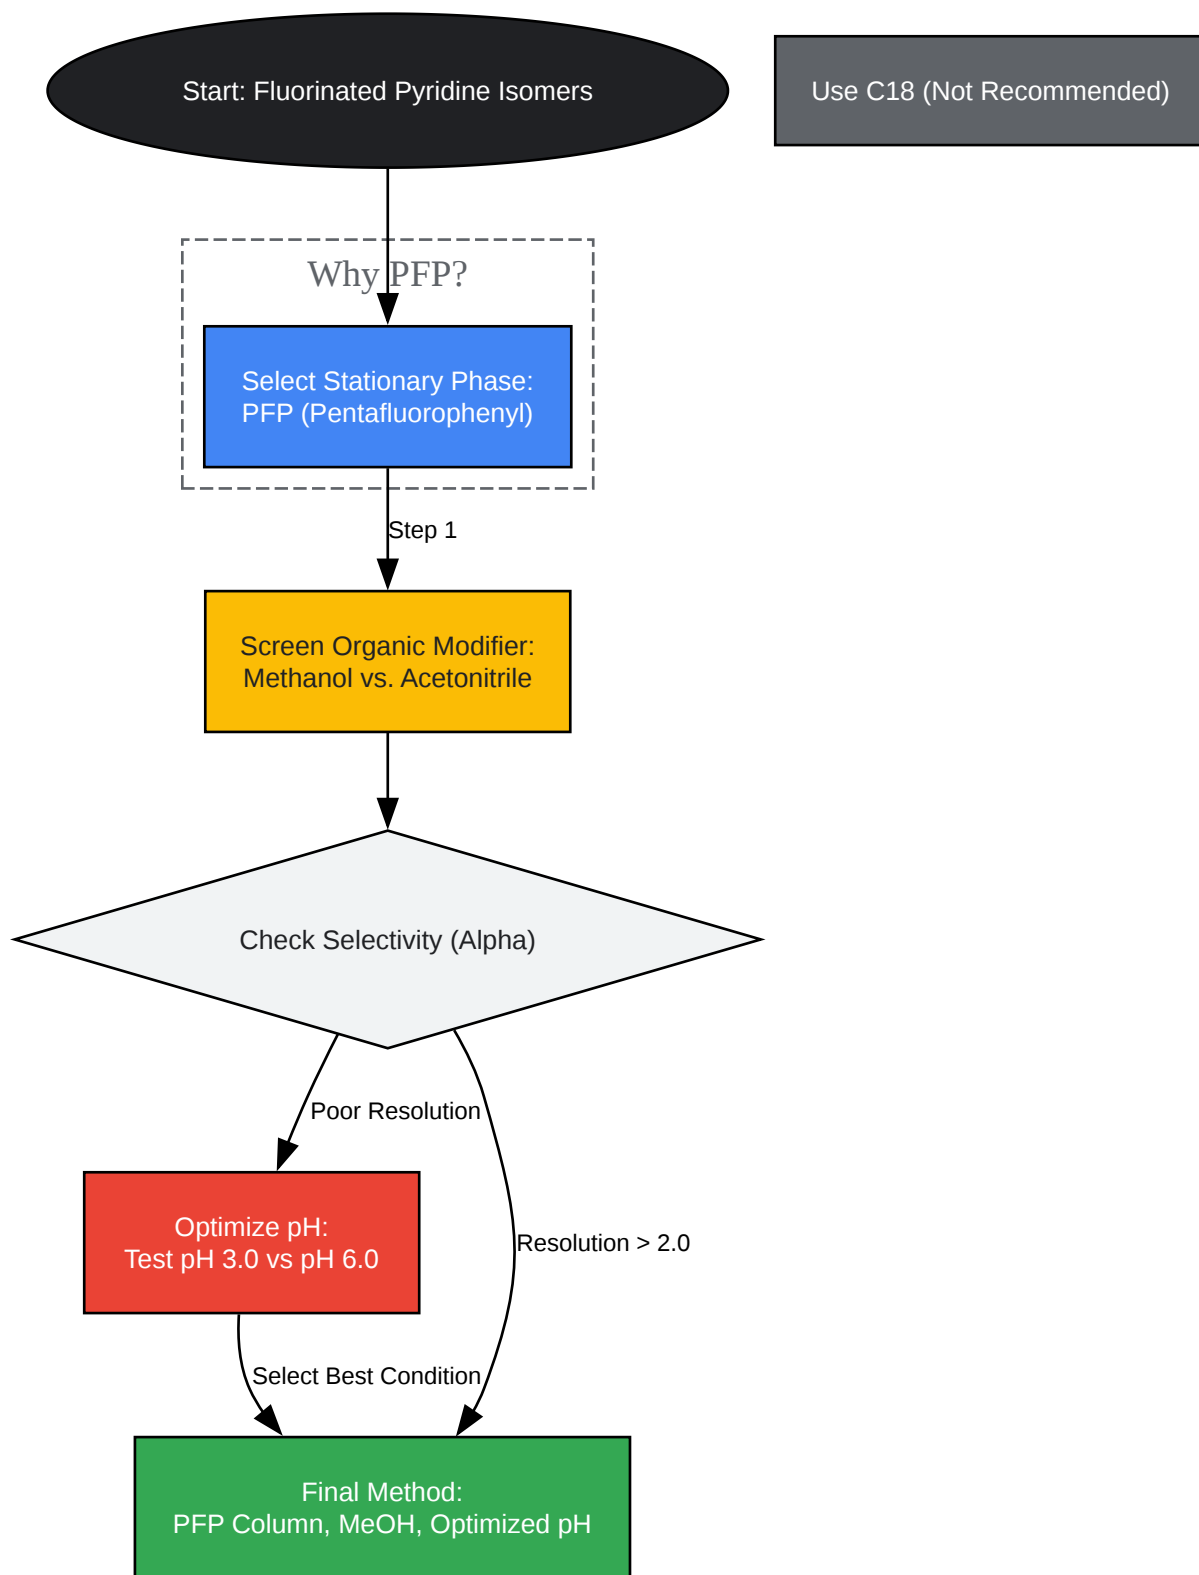 Start: Fluorinated Pyridine Isomers
Use C18 (Not Recommended)
Why PFP?
Select Stationary Phase:
PFP (Pentafluorophenyl)
Step 1
Screen Organic Modifier:
Methanol vs. Acetonitrile
Check Selectivity (Alpha)
Poor Resolution
Optimize pH:
Test pH 3.0 vs pH 6.0
Resolution > 2.0
Select Best Condition
Final Method:
PFP Column, MeOH, Optimized pH